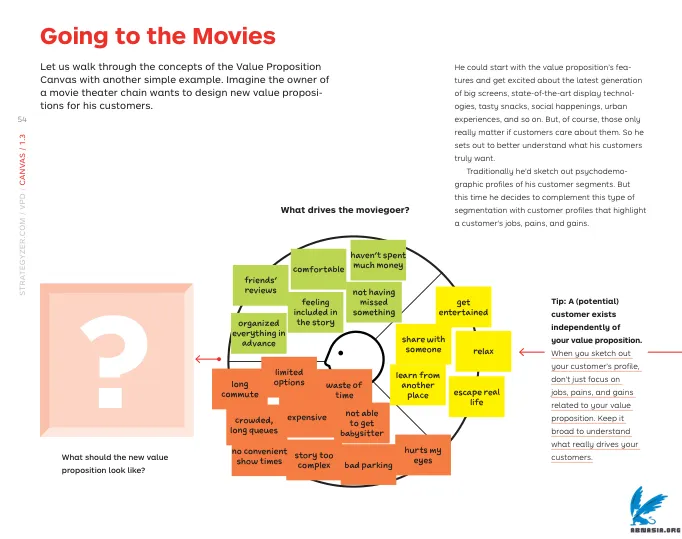 Going to the Movies
Let us walk through the concepts of the Value Proposition
Canvas with another simple example. Imagine the owner of
a movie theater chain wants to design new value proposi-
tions for his customers.
He could start with the value proposition's fea-
tures and get excited about the latest generation
of big screens, state-of-the-art display technol-
ogies, tasty snacks, social happenings, urban
experiences, and so on. But, of course, those only
really matter if customers care about them. So he
sets out to better understand what his customers
truly want.
Traditionally he'd sketch out psychodemo-
graphic profiles of his customer segments. But
this time he decides to complement this type of
segmentation with customer profiles that highlight
a customer's jobs, pains, and gains.
54
STRATEGYZER.COM / VPD / CANVAS / 1.3
What drives the moviegoer?
friends'
reviews
comfortable
haven't spent
much money
organized
everything in
advance
feeling
included in
the story
not having
missed
something
get
entertained
share with
someone
relax
learn from
another
place
escape real
life
long
commute
limited
options
waste of
time
crowded,
long queues
expensive
not able
to get
babysitter
no convenient
show times
story too
complex
bad parking
hurts my
eyes
?
What should the new value
proposition look like?
Tip: A (potential)
customer exists
independently of
your value proposition.
When you sketch out
your customer's profile,
don't just focus on
jobs, pains, and gains
related to your value
proposition. Keep it
broad to understand
what really drives your
customers.
ABMASIA.ORG